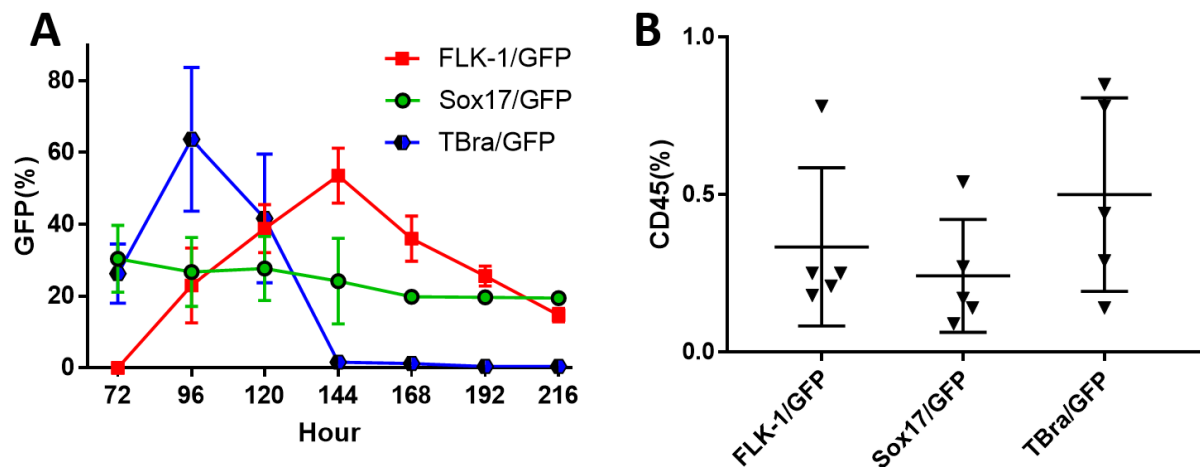 A
FLK-1/GFP
Sox17/GFP
TBra/GFP
GFP(%)
80
60
40
20
0
72 96 120 144 168 192 216
Hour
B
CD45(%)
1.0
0.5
0.0
FLK-1/GFP
Sox17/GFP
TBra/GFP